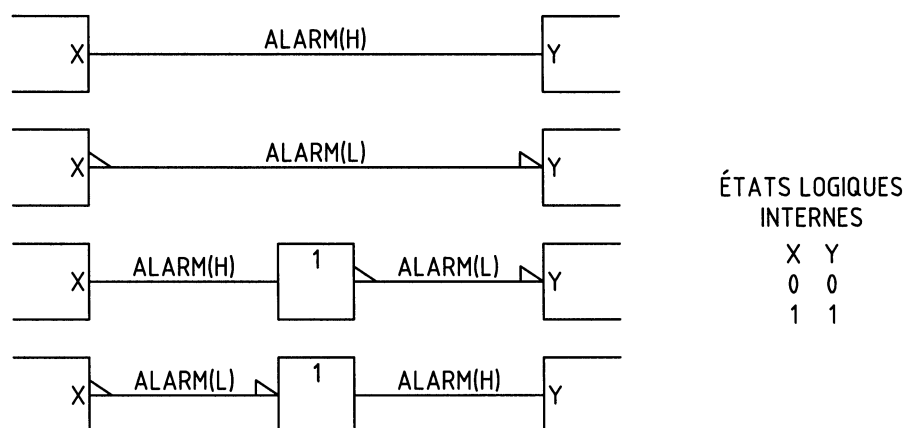 X ALARM(H) Y
X ALARM(L) Y
X ALARM(H) 1 ALARM(L) Y
X ALARM(L) 1 ALARM(H) Y
ÉTATS LOGIQUES
INTERNES
X Y
0 0
1 1